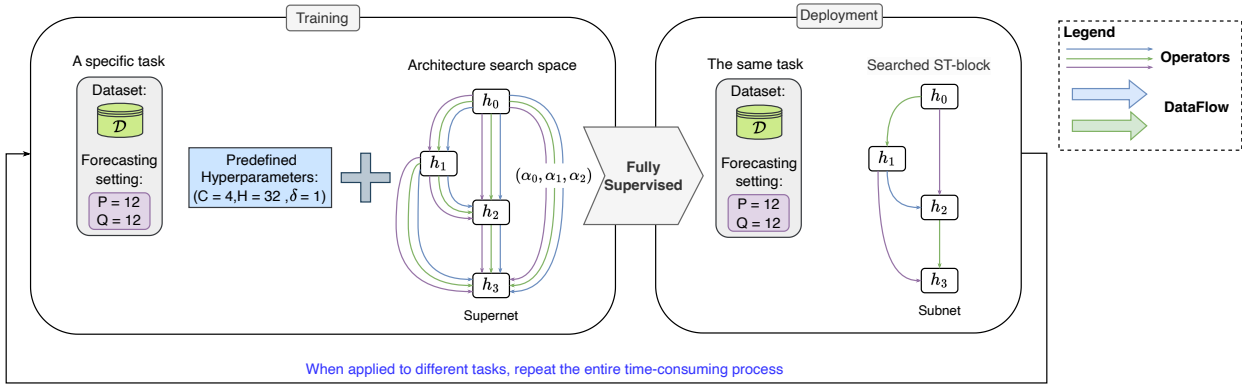 Training
A specific task
Dataset:
𝒟
Forecasting
setting:
P = 12
Q = 12
Predefined
Hyperparameters:
(C = 4,H = 32 ,δ = 1)
Architecture search space
h₀
h₁
h₂
h₃
(α₀, α₁, α₂)
Supernet
Fully
Supervised
Deployment
The same task
Dataset:
𝒟
Forecasting
setting:
P = 12
Q = 12
Searched ST-block
h₀
h₁
h₂
h₃
Subnet
Legend
Operators
DataFlow
When applied to different tasks, repeat the entire time-consuming process